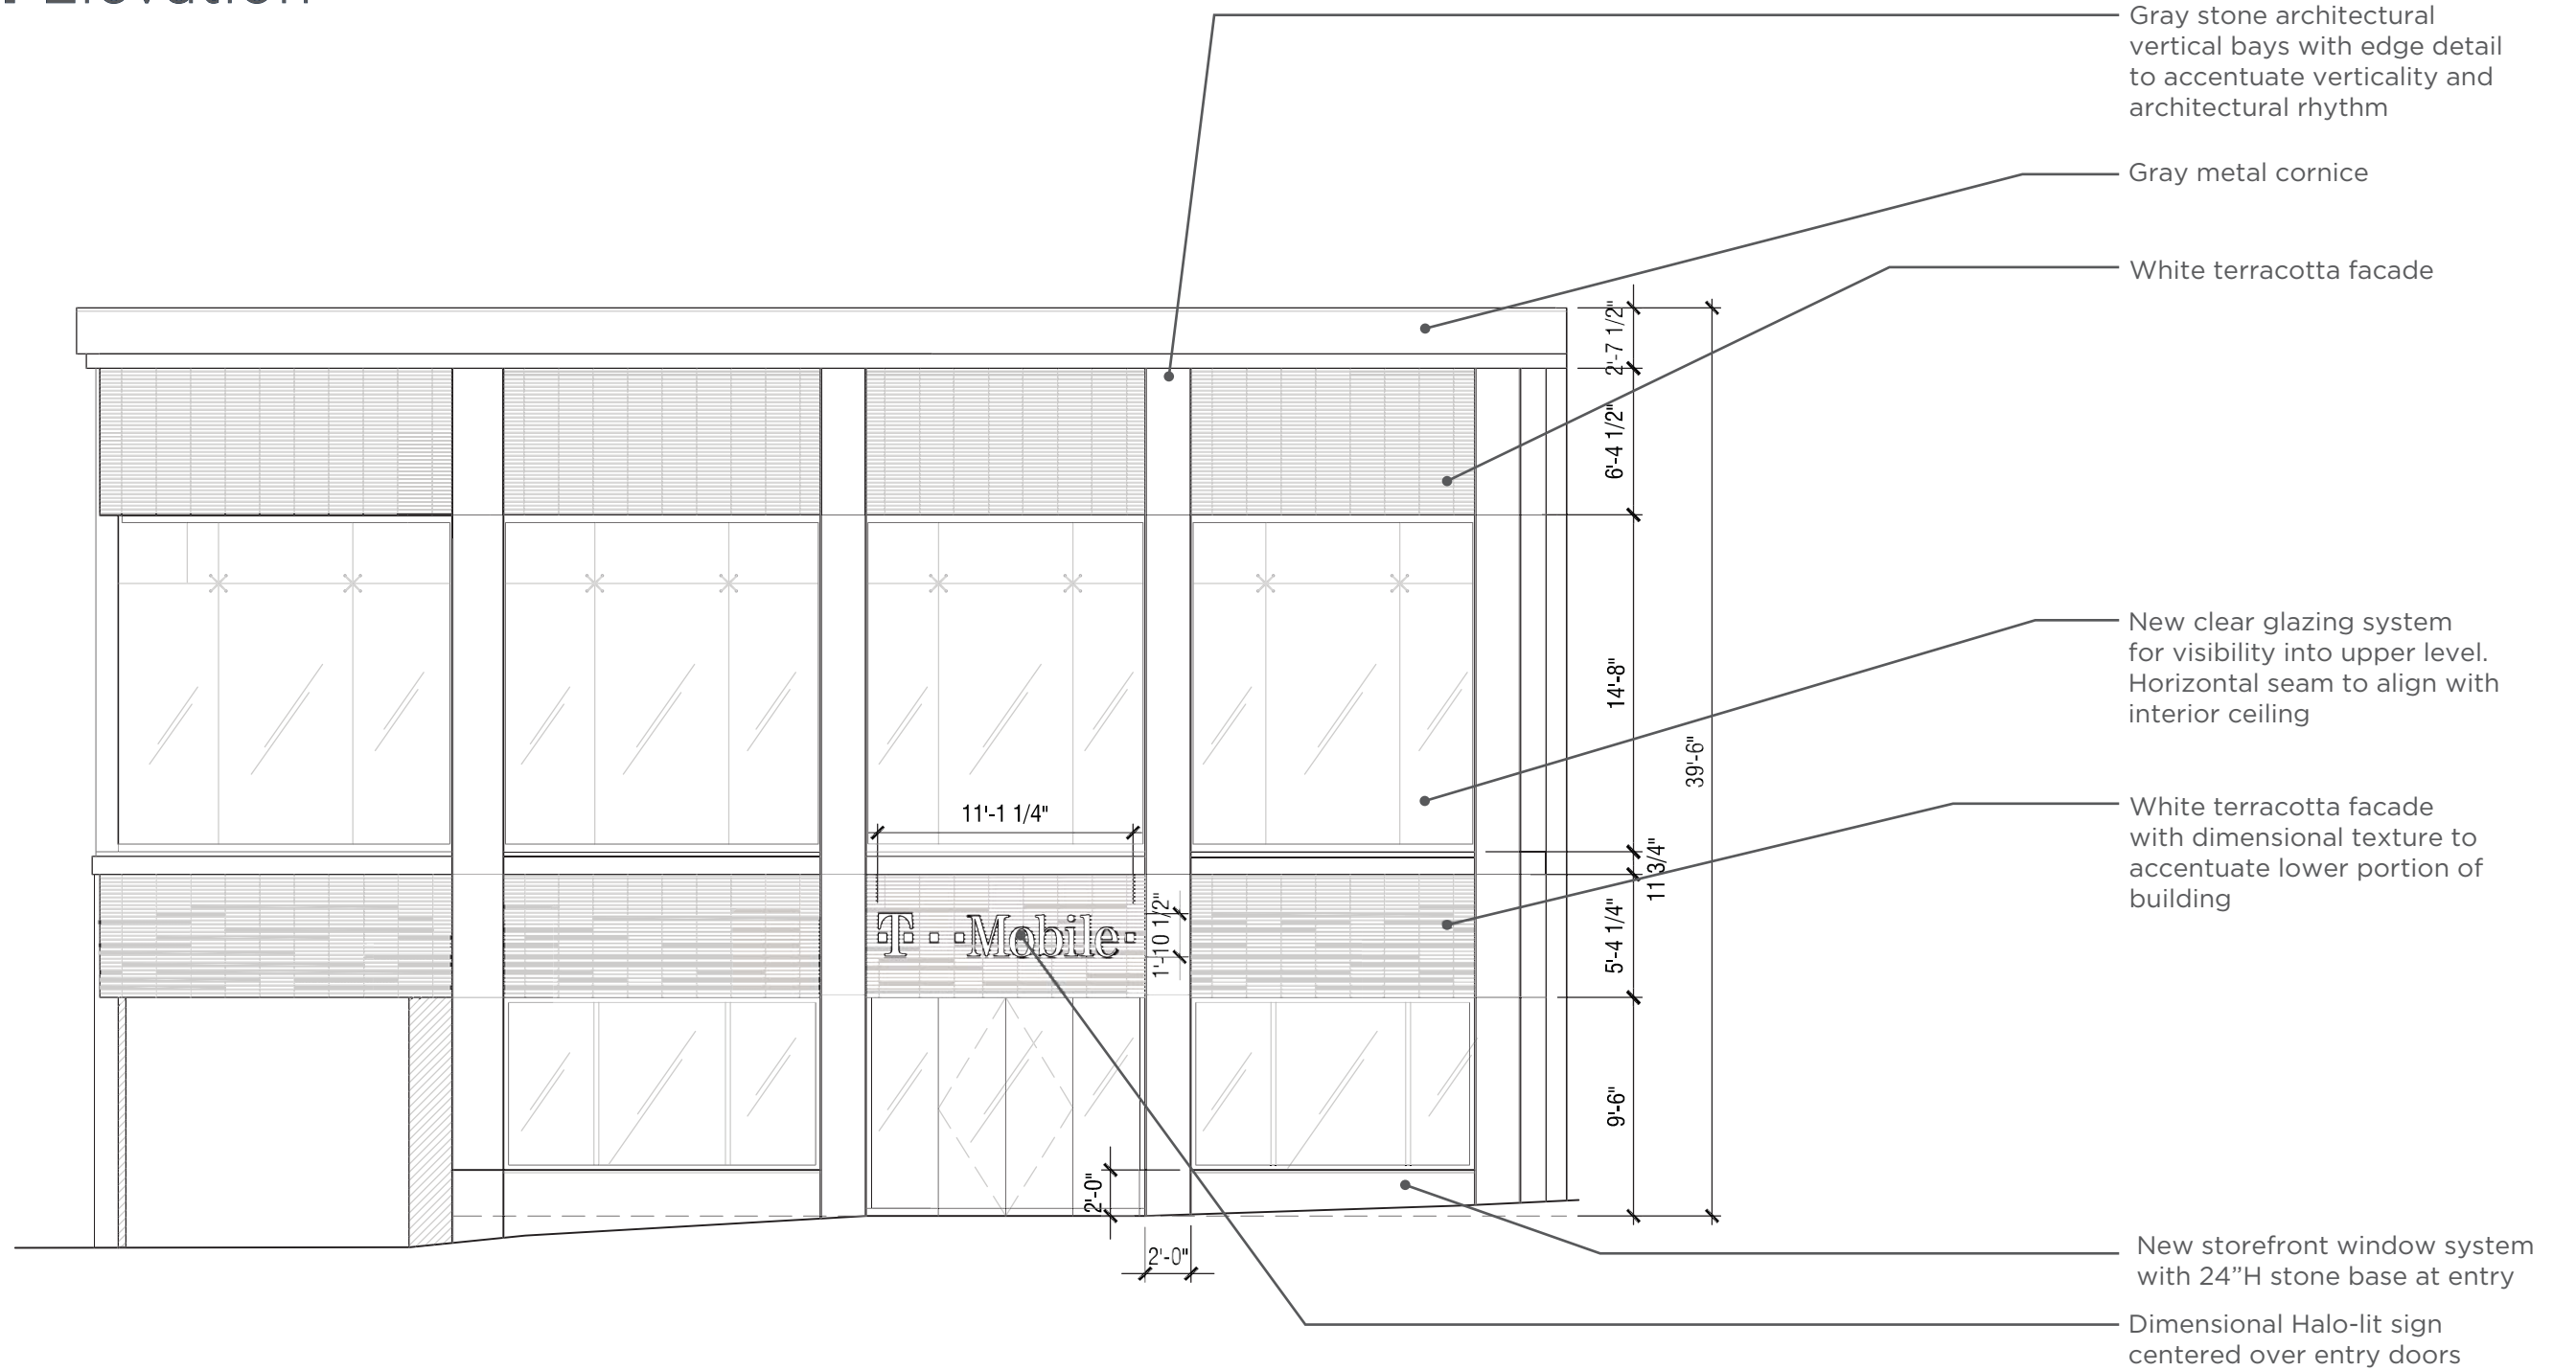 Elevation
Gray stone architectural
vertical bays with edge detail
to accentuate verticality and
architectural rhythm
Gray metal cornice
White terracotta facade
2'-7 1/2"
6'-4 1/2"
14'-8"
39'-6"
New clear glazing system
for visibility into upper level.
Horizontal seam to align with
interior ceiling
11'-1 1/4"
White terracotta facade
with dimensional texture to
accentuate lower portion of
building
11 3/4"
5'-4 1/4"
T··Mobile·
1'-10 1/2"
9'-6"
2'-0"
2'-0"
New storefront window system
with 24”H stone base at entry
Dimensional Halo-lit sign
centered over entry doors